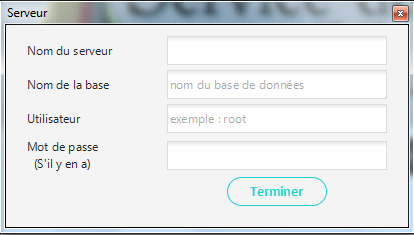 Serveur
Nom du serveur
Nom de la base
nom du base de données
Utilisateur
exemple : root
Mot de passe
(S'il y en a)
Terminer